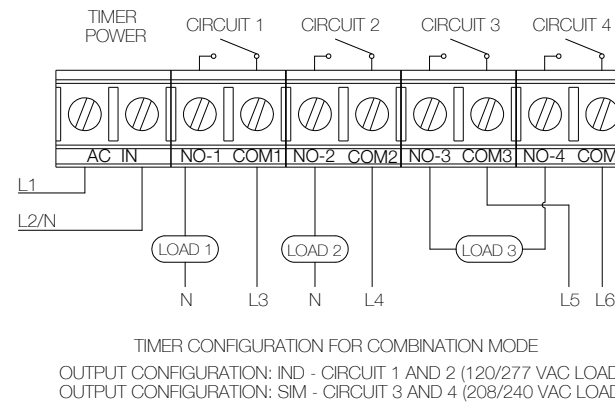 TIMER
POWER
CIRCUIT 1
CIRCUIT 2
CIRCUIT 3
CIRCUIT 4
AC IN
NO-1 COM1
NO-2 COM2
NO-3 COM3
NO-4 COM
L1
L2/N
LOAD 1
LOAD 2
LOAD 3
N
L3
N
L4
L5
L6
TIMER CONFIGURATION FOR COMBINATION MODE
OUTPUT CONFIGURATION: IND - CIRCUIT 1 AND 2 (120/277 VAC LOAD
OUTPUT CONFIGURATION: SIM - CIRCUIT 3 AND 4 (208/240 VAC LOAD